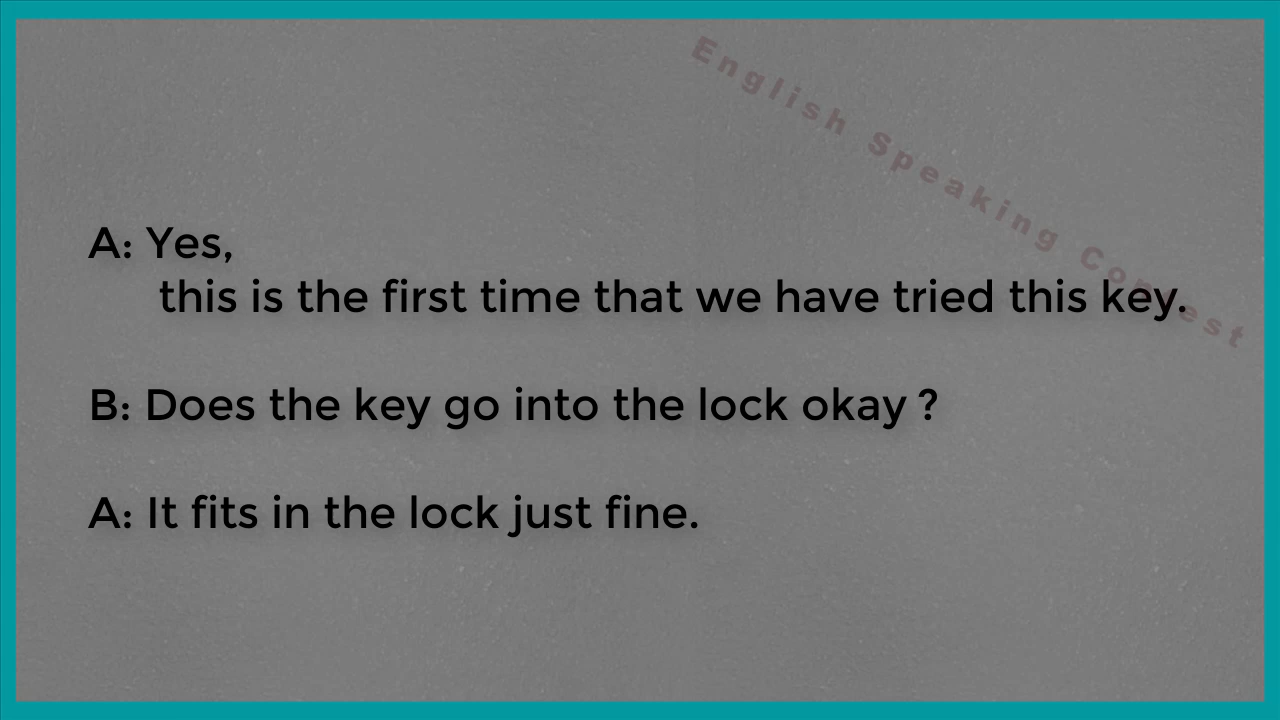 English Speaking Contest
A: Yes,
this is the first time that we have tried this key.
B: Does the key go into the lock okay ?
A: It fits in the lock just fine.